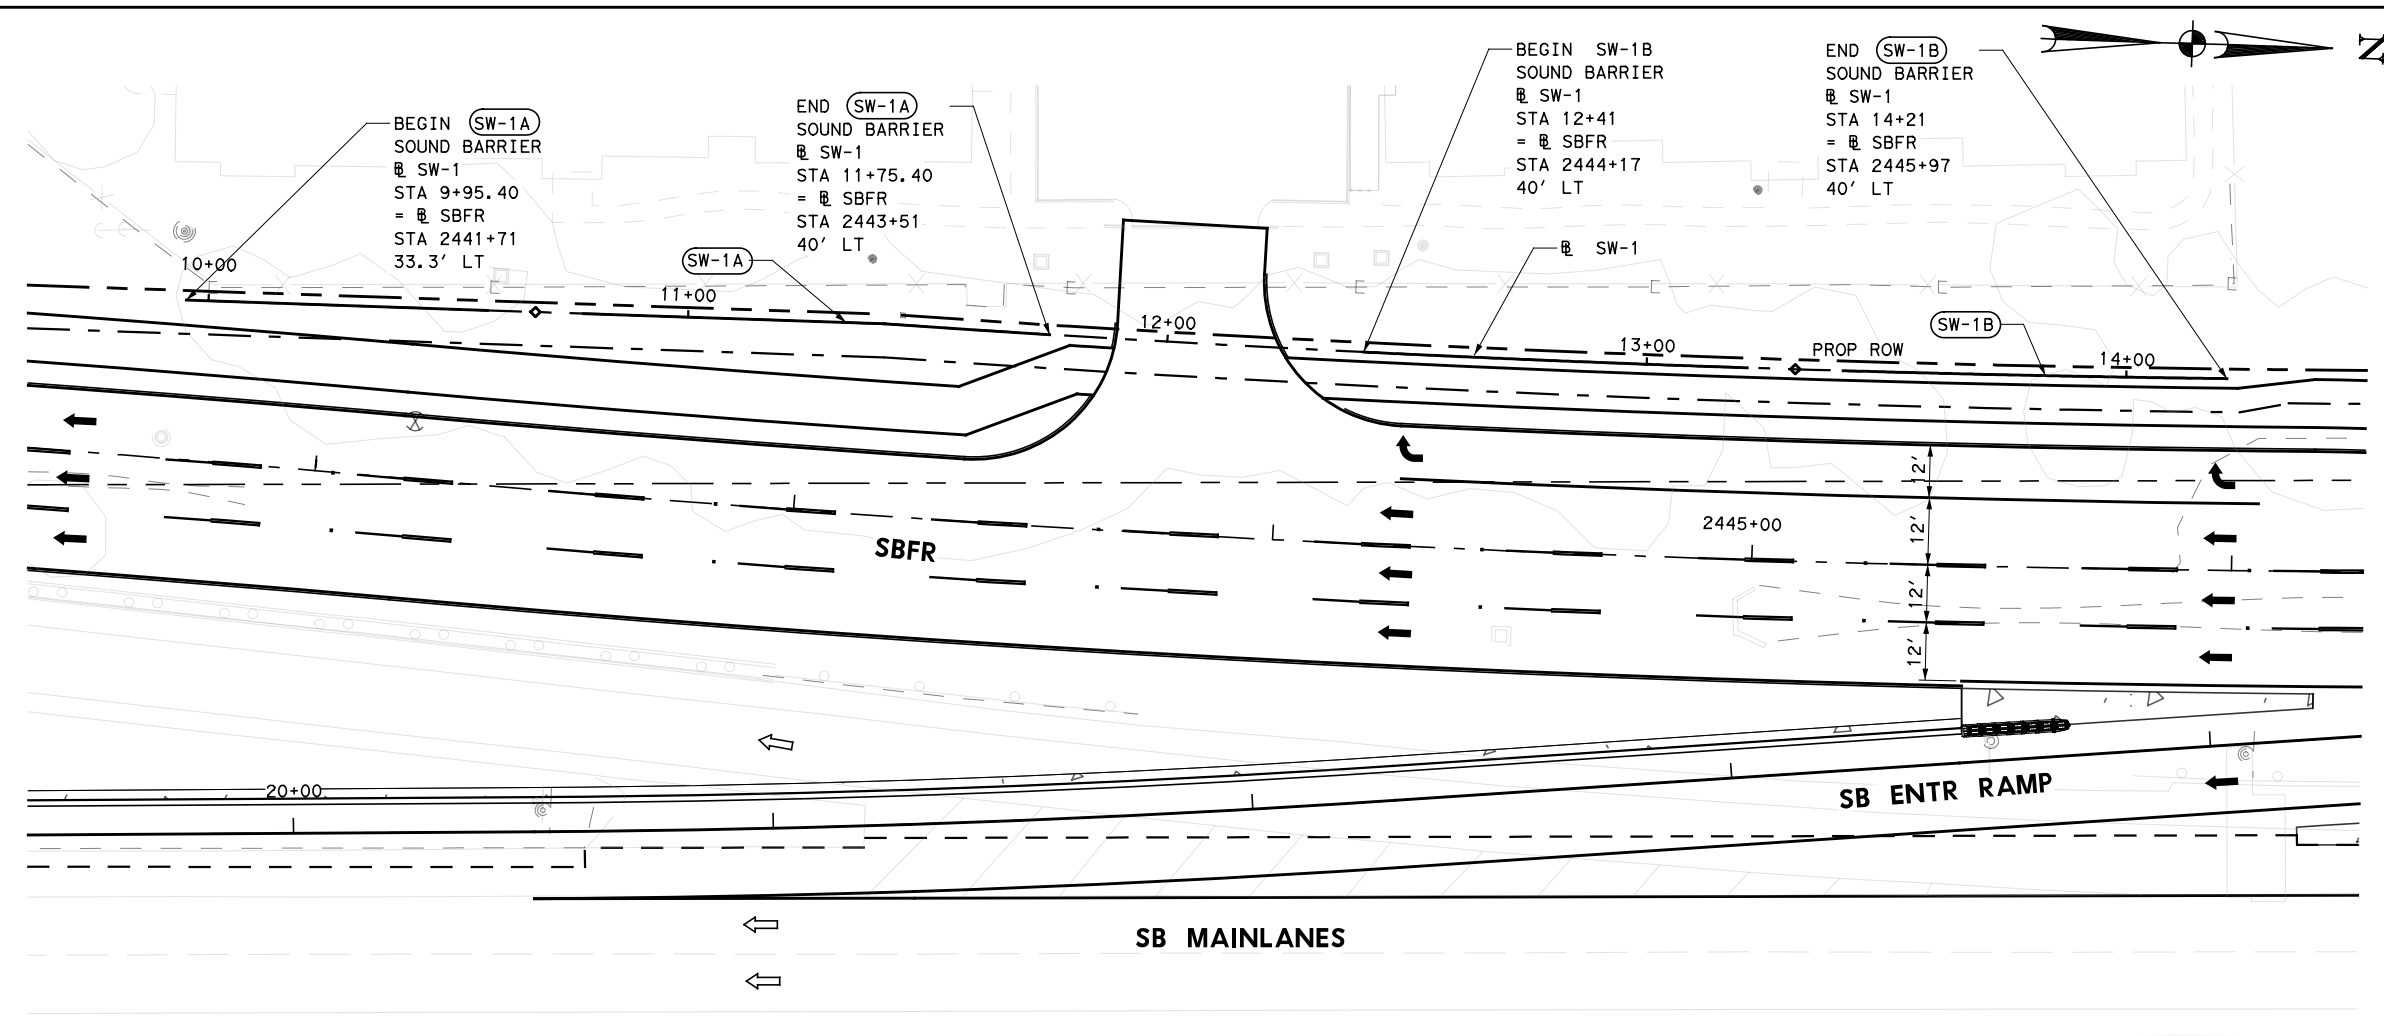 BEGIN SW-1A
SOUND BARRIER
℄ SW-1
STA 9+95.40
= ℄ SBFR
STA 2441+71
33.3' LT
END SW-1A
SOUND BARRIER
℄ SW-1
STA 11+75.40
= ℄ SBFR
STA 2443+51
40' LT
BEGIN SW-1B
SOUND BARRIER
℄ SW-1
STA 12+41
= ℄ SBFR
STA 2444+17
40' LT
END SW-1B
SOUND BARRIER
℄ SW-1
STA 14+21
= ℄ SBFR
STA 2445+97
40' LT
N
10+00
SW-1A
11+00
12+00
℄ SW-1
13+00
PROP ROW
SW-1B
14+00
12'
12'
12'
12'
2445+00
SBFR
20+00
SB ENTR RAMP
SB MAINLANES